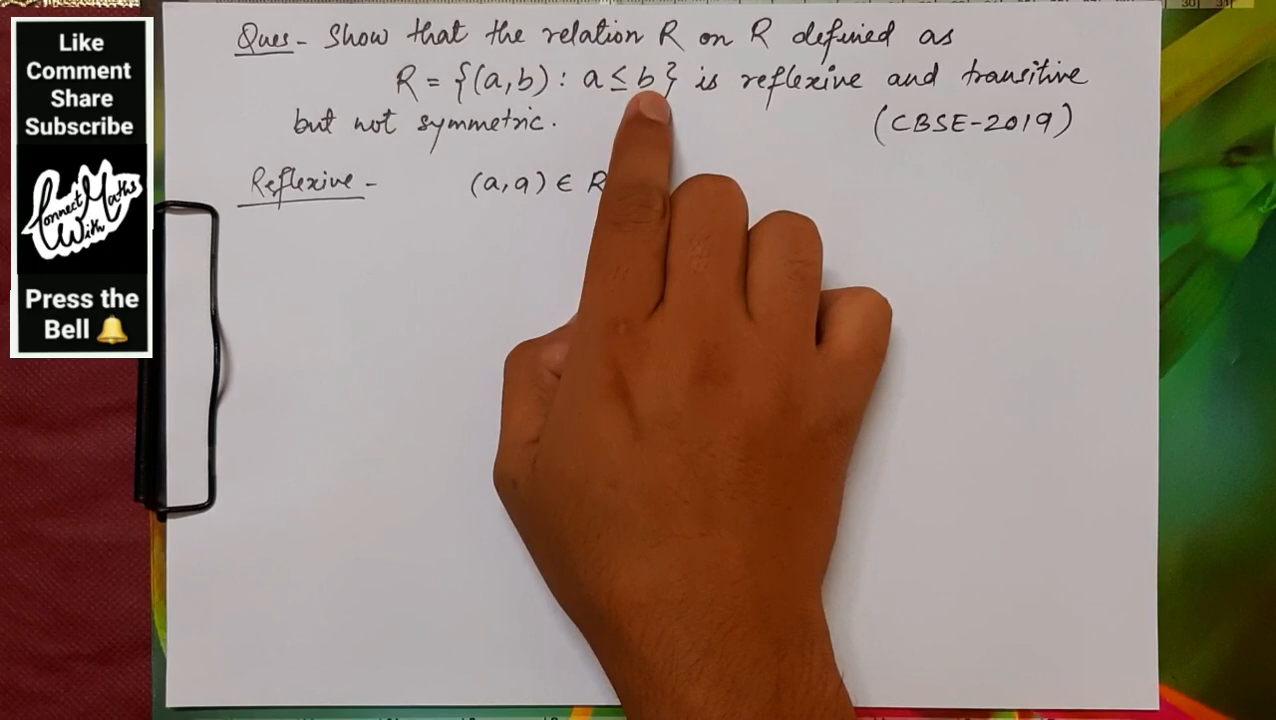 Like
Comment
Share
Subscribe
Connect
With Maths
Press the
Bell 🔔
Ques - Show that the relation R on R defined as
R = {(a,b) : a ≤ b} is reflexive and transitive
but not symmetric. (CBSE-2019)
Reflexive - (a,a) ∈ R